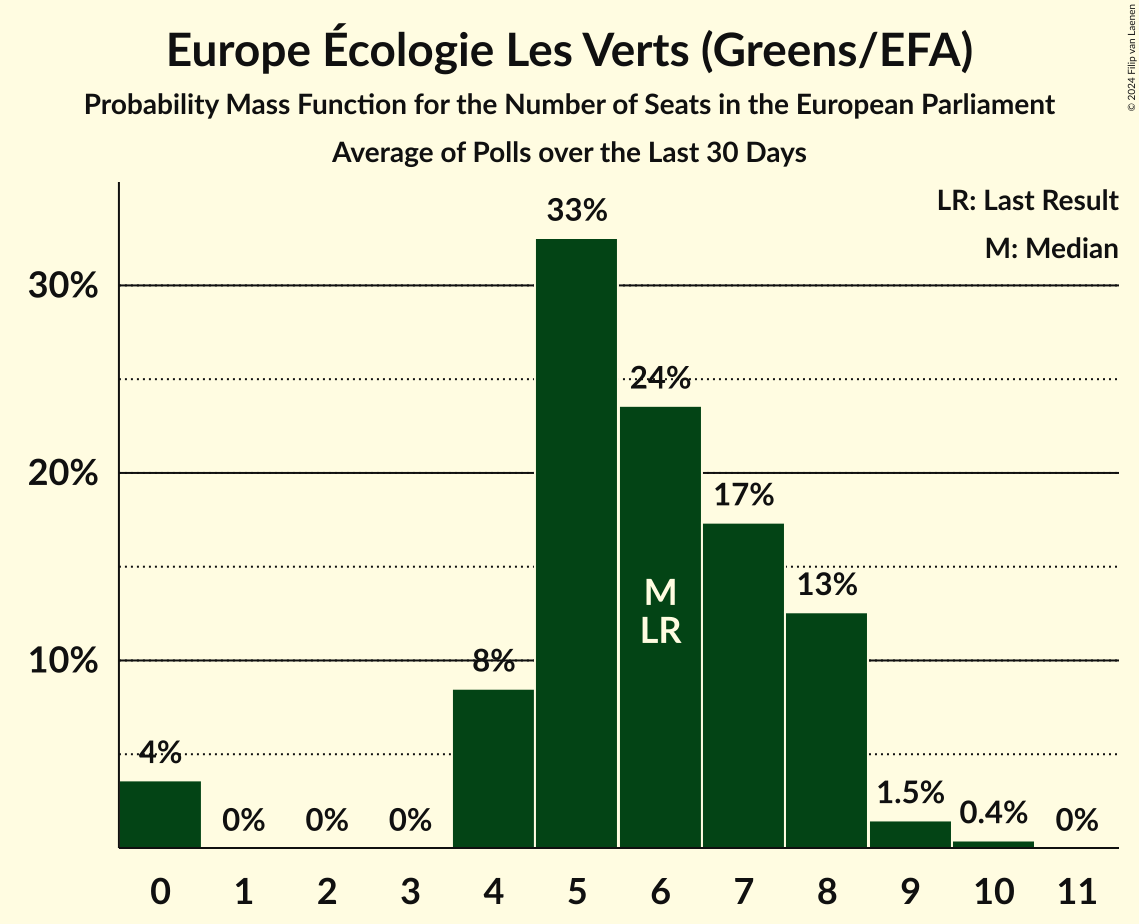 Europe Écologie Les Verts (Greens/EFA)
Probability Mass Function for the Number of Seats in the European Parliament
Average of Polls over the Last 30 Days
© 2024 Filip van Laenen
LR: Last Result
M: Median
33%
30%
24%
20%
17%
13%
M
LR
10%
8%
4%
0%
0%
0%
1.5%
0.4%
0%
0 1 2 3 4 5 6 7 8 9 10 11